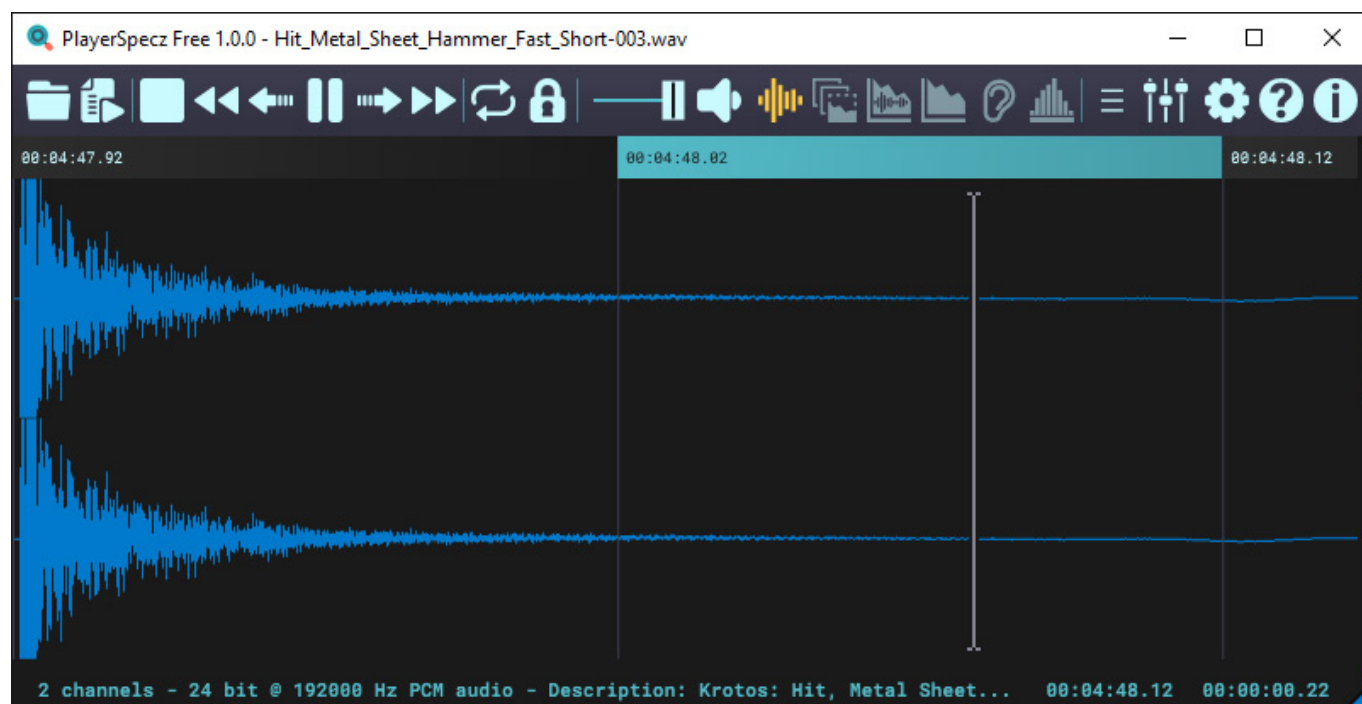 PlayerSpecz Free 1.0.0 - Hit_Metal_Sheet_Hammer_Fast_Short-003.wav
00:04:47.92 00:04:48.02 00:04:48.12
2 channels - 24 bit @ 192000 Hz PCM audio - Description: Krotos: Hit, Metal Sheet... 00:04:48.12 00:00:00.22